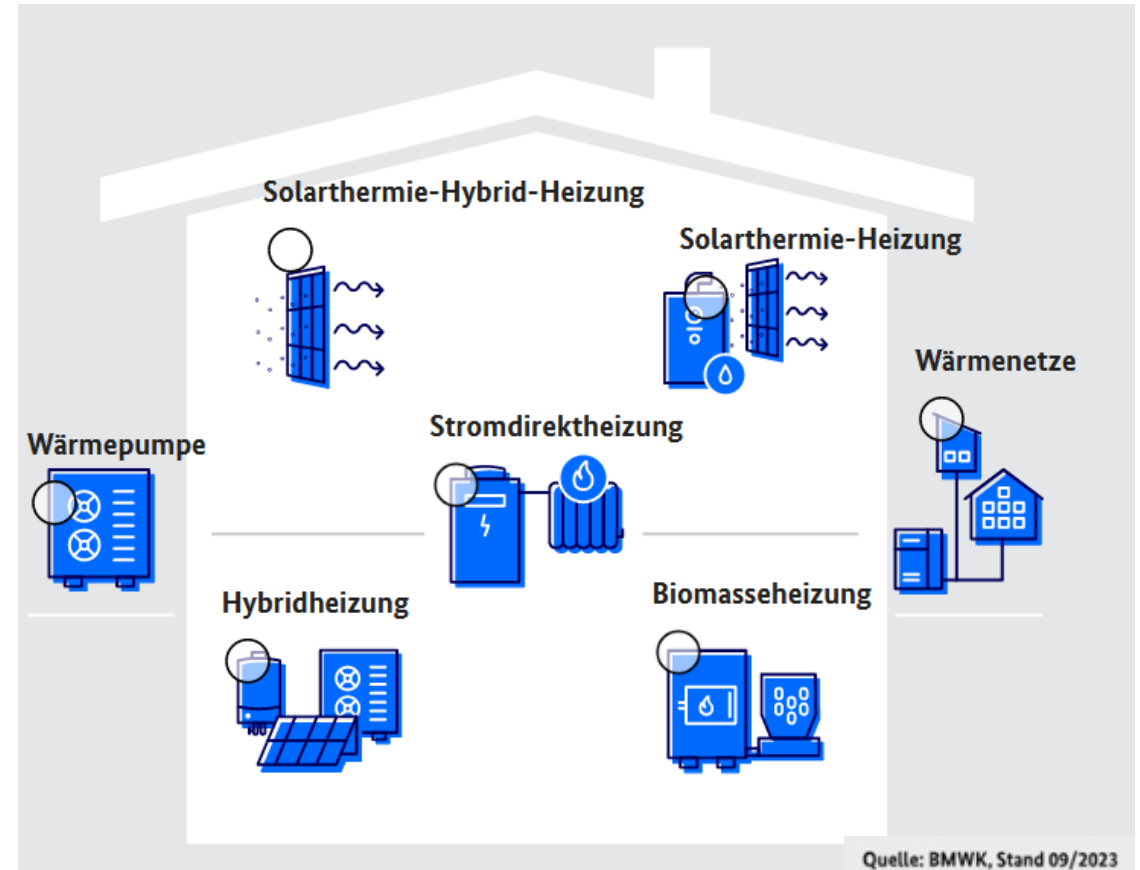 Solarthermie-Hybrid-Heizung
Solarthermie-Heizung
Wärmenetze
Stromdirektheizung
Wärmepumpe
Biomasseheizung
Hybridheizung
Quelle: BMWK, Stand 09/2023